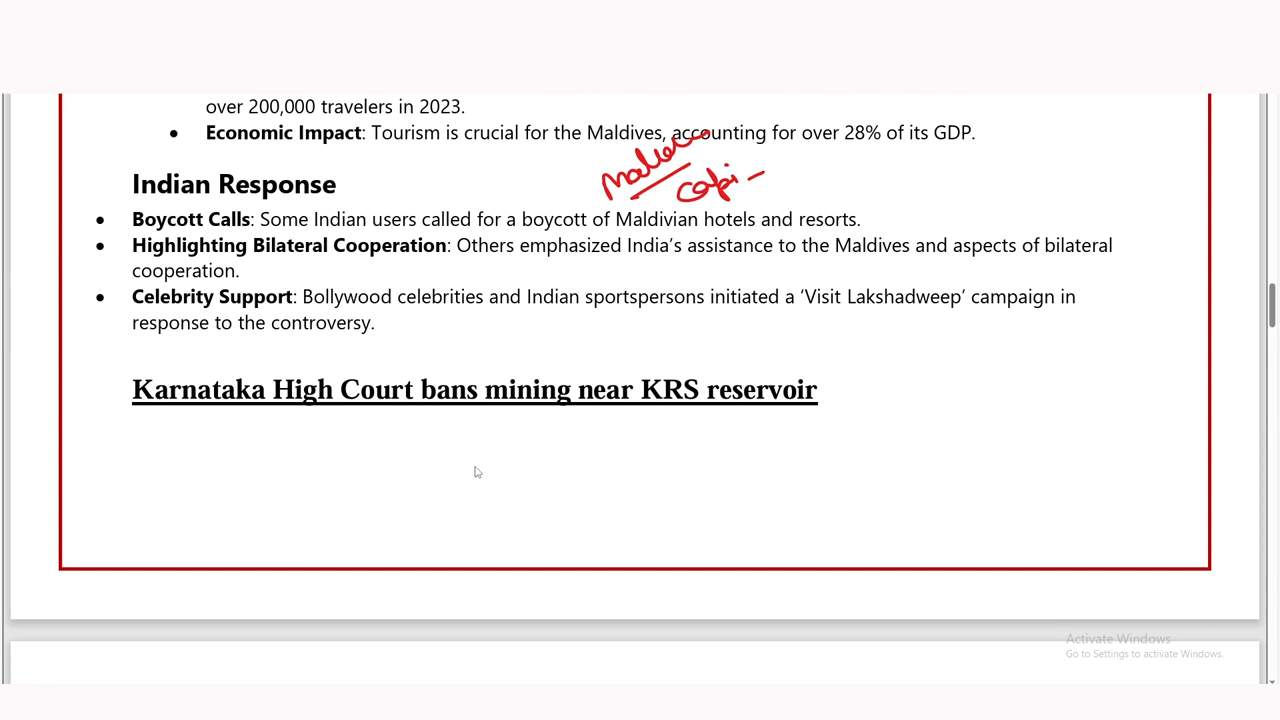 over 200,000 travelers in 2023.
• Economic Impact: Tourism is crucial for the Maldives, accounting for over 28% of its GDP.
Indian Response
• Boycott Calls: Some Indian users called for a boycott of Maldivian hotels and resorts.
• Highlighting Bilateral Cooperation: Others emphasized India's assistance to the Maldives and aspects of bilateral
cooperation.
• Celebrity Support: Bollywood celebrities and Indian sportspersons initiated a ‘Visit Lakshadweep’ campaign in
response to the controversy.
Karnataka High Court bans mining near KRS reservoir
Activate Windows
Go to Settings to activate Windows.